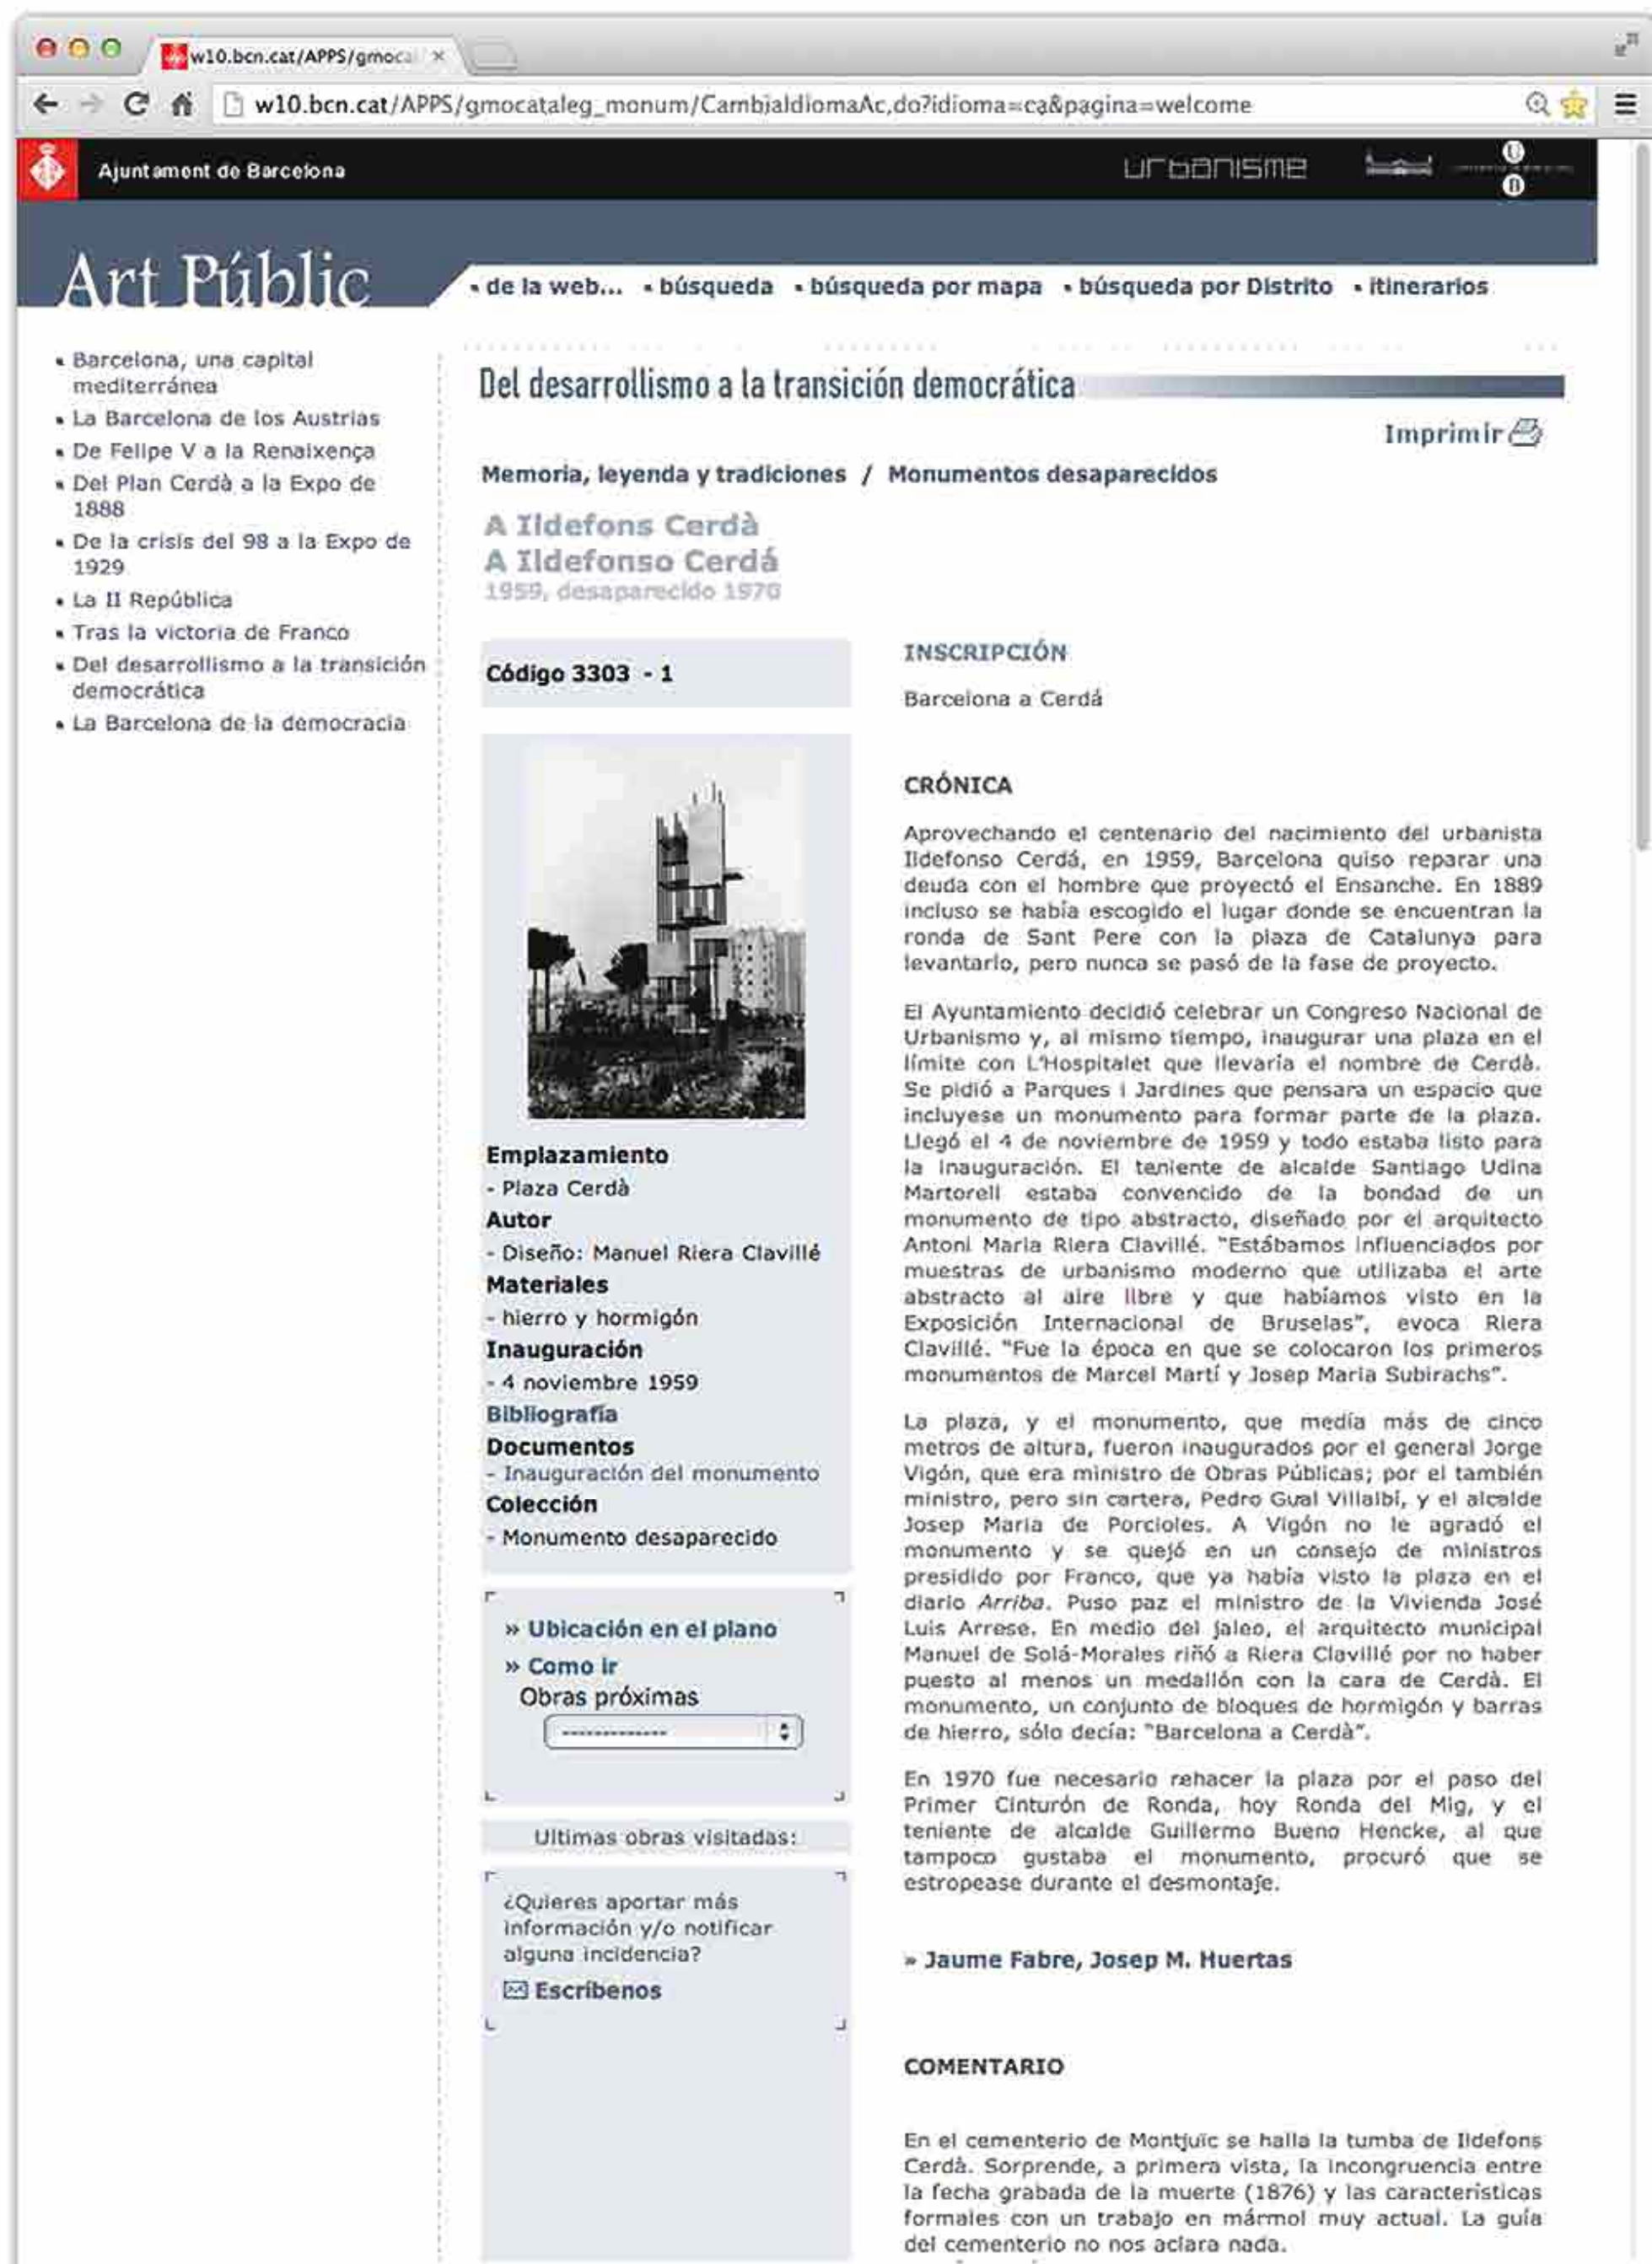 w10.bcn.cat/APPS/gmocal
w10.bcn.cat/APPS/gmocataleg_monum/CambialdiomaAc,do?idioma=ca&pagina=welcome
Ajuntament de Barcelona
urbanisme
Art Públic
de la web... búsqueda búsqueda por mapa búsqueda por Distrito itinerarios
Barcelona, una capital
mediterránea
La Barcelona de los Austrias
De Felipe V a la Renaixença
Del Plan Cerdà a la Expo de
1888
De la crisis del 98 a la Expo de
1929
La II República
Tras la victoria de Franco
Del desarrollismo a la transición
democrática
La Barcelona de la democracia
Del desarrollismo a la transición democrática
Imprimir
Memoria, leyenda y tradiciones / Monumentos desaparecidos
A Ildefons Cerdà
A Ildefonso Cerdá
1959, desaparecido 1970
Código 3303 - 1
Emplazamiento
- Plaza Cerdà
Autor
- Diseño: Manuel Riera Clavillé
Materiales
- hierro y hormigón
Inauguración
- 4 noviembre 1959
Bibliografía
Documentos
- Inauguración del monumento
Colección
- Monumento desaparecido
» Ubicación en el plano
» Como ir
Obras próximas
-------------
Ultimas obras visitadas:
¿Quieres aportar más
información y/o notificar
alguna incidencia?
Escríbenos
INSCRIPCIÓN
Barcelona a Cerdá
CRÓNICA
Aprovechando el centenario del nacimiento del urbanista
Ildefonso Cerdá, en 1959, Barcelona quiso reparar una
deuda con el hombre que proyectó el Ensanche. En 1889
incluso se había escogido el lugar donde se encuentran la
ronda de Sant Pere con la plaza de Catalunya para
levantarlo, pero nunca se pasó de la fase de proyecto.
El Ayuntamiento decidió celebrar un Congreso Nacional de
Urbanismo y, al mismo tiempo, inaugurar una plaza en el
límite con L'Hospitalet que llevaría el nombre de Cerdà.
Se pidió a Parques i Jardines que pensara un espacio que
incluyese un monumento para formar parte de la plaza.
Llegó el 4 de noviembre de 1959 y todo estaba listo para
la inauguración. El teniente de alcalde Santiago Udina
Martorell estaba convencido de la bondad de un
monumento de tipo abstracto, diseñado por el arquitecto
Antoni Maria Riera Clavillé. "Estábamos influenciados por
muestras de urbanismo moderno que utilizaba el arte
abstracto al aire libre y que habíamos visto en la
Exposición Internacional de Bruselas", evoca Riera
Clavillé. "Fue la época en que se colocaron los primeros
monumentos de Marcel Martí y Josep Maria Subirachs".
La plaza, y el monumento, que medía más de cinco
metros de altura, fueron inaugurados por el general Jorge
Vigón, que era ministro de Obras Públicas; por el también
ministro, pero sin cartera, Pedro Gual Villalbí, y el alcalde
Josep Maria de Porcioles. A Vigón no le agradó el
monumento y se quejó en un consejo de ministros
presidido por Franco, que ya había visto la plaza en el
diario Arriba. Puso paz el ministro de la Vivienda José
Luis Arrese. En medio del jaleo, el arquitecto municipal
Manuel de Solá-Morales riñó a Riera Clavillé por no haber
puesto al menos un medallón con la cara de Cerdà. El
monumento, un conjunto de bloques de hormigón y barras
de hierro, sólo decía: "Barcelona a Cerdà".
En 1970 fue necesario rehacer la plaza por el paso del
Primer Cinturón de Ronda, hoy Ronda del Mig, y el
teniente de alcalde Guillermo Bueno Hencke, al que
tampoco gustaba el monumento, procuró que se
estropease durante el desmontaje.
» Jaume Fabre, Josep M. Huertas
COMENTARIO
En el cementerio de Montjuïc se halla la tumba de Ildefons
Cerdà. Sorprende, a primera vista, la incongruencia entre
la fecha grabada de la muerte (1876) y las características
formales con un trabajo en mármol muy actual. La guía
del cementerio no nos aclara nada.